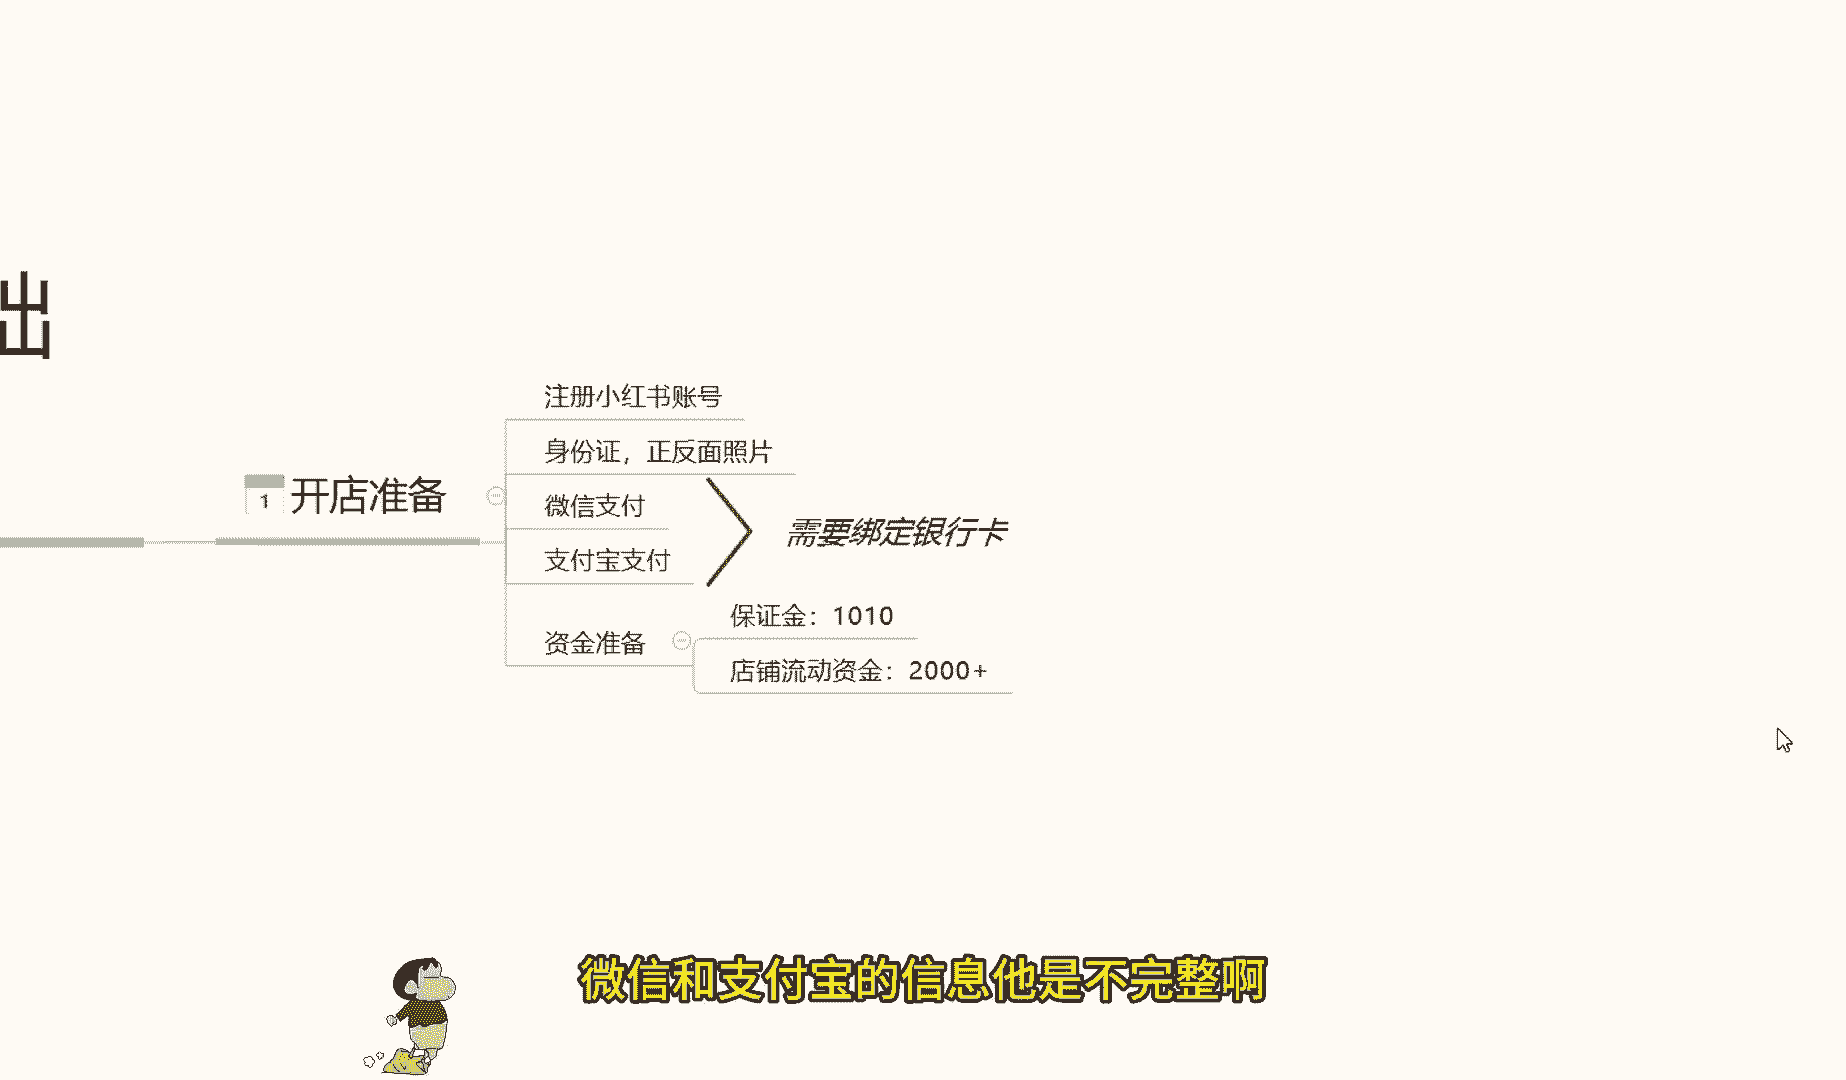 出
1 开店准备
注册小红书账号
身份证，正反面照片
微信支付
支付宝支付
需要绑定银行卡
资金准备
保证金：1010
店铺流动资金：2000+
微信和支付宝的信息他是不完整啊